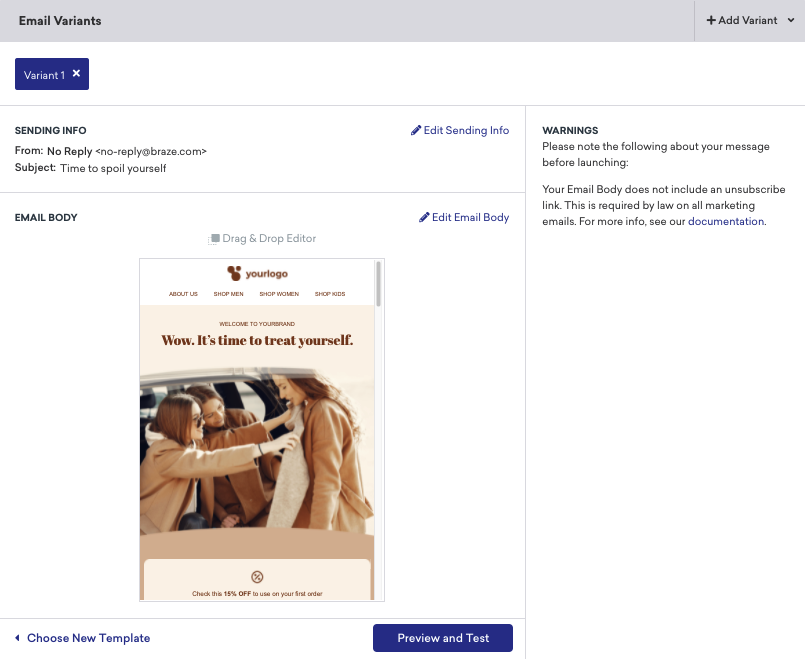 Email Variants
Add Variant
Variant 1
SENDING INFO
Edit Sending Info
From: No Reply <no-reply@braze.com>
Subject: Time to spoil yourself
EMAIL BODY
Edit Email Body
Drag & Drop Editor
yourlogo
ABOUT US SHOP MEN SHOP WOMEN SHOP KIDS
WELCOME TO YOURBRAND
Wow. It's time to treat yourself.
Check this 15% OFF to use on your first order
Choose New Template
Preview and Test
WARNINGS
Please note the following about your message
before launching:
Your Email Body does not include an unsubscribe
link. This is required by law on all marketing
emails. For more info, see our documentation.